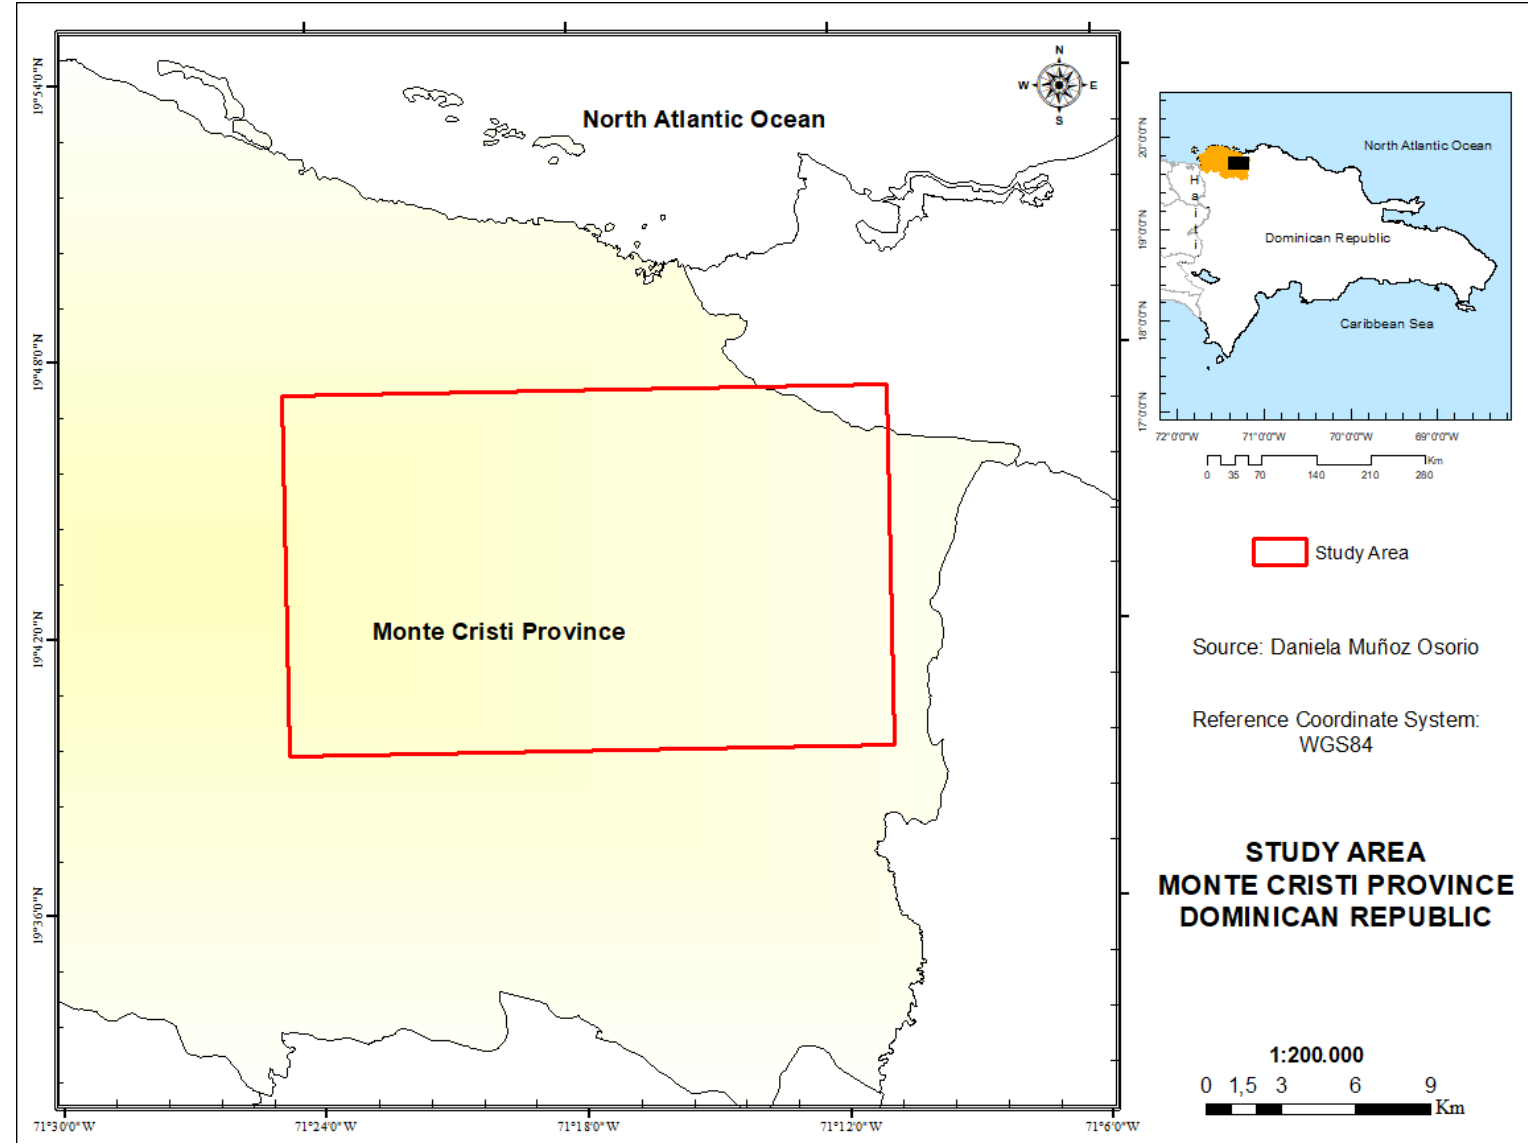 North Atlantic Ocean
N
W
E
S
Monte Cristi Province
19°54'0"N
19°48'0"N
19°42'0"N
19°36'0"N
71°30'0"W
71°24'0"W
71°18'0"W
71°12'0"W
71°6'0"W
North Atlantic Ocean
Haiti
Dominican Republic
Caribbean Sea
20°0'0"N
19°0'0"N
18°0'0"N
17°0'0"N
72°0'0"W
71°0'0"W
70°0'0"W
69°0'0"W
0 35 70 140 210 280
Km
Study Area
Source: Daniela Muñoz Osorio
Reference Coordinate System:
WGS84
STUDY AREA
MONTE CRISTI PROVINCE
DOMINICAN REPUBLIC
1:200.000
0 1,5 3 6 9
Km